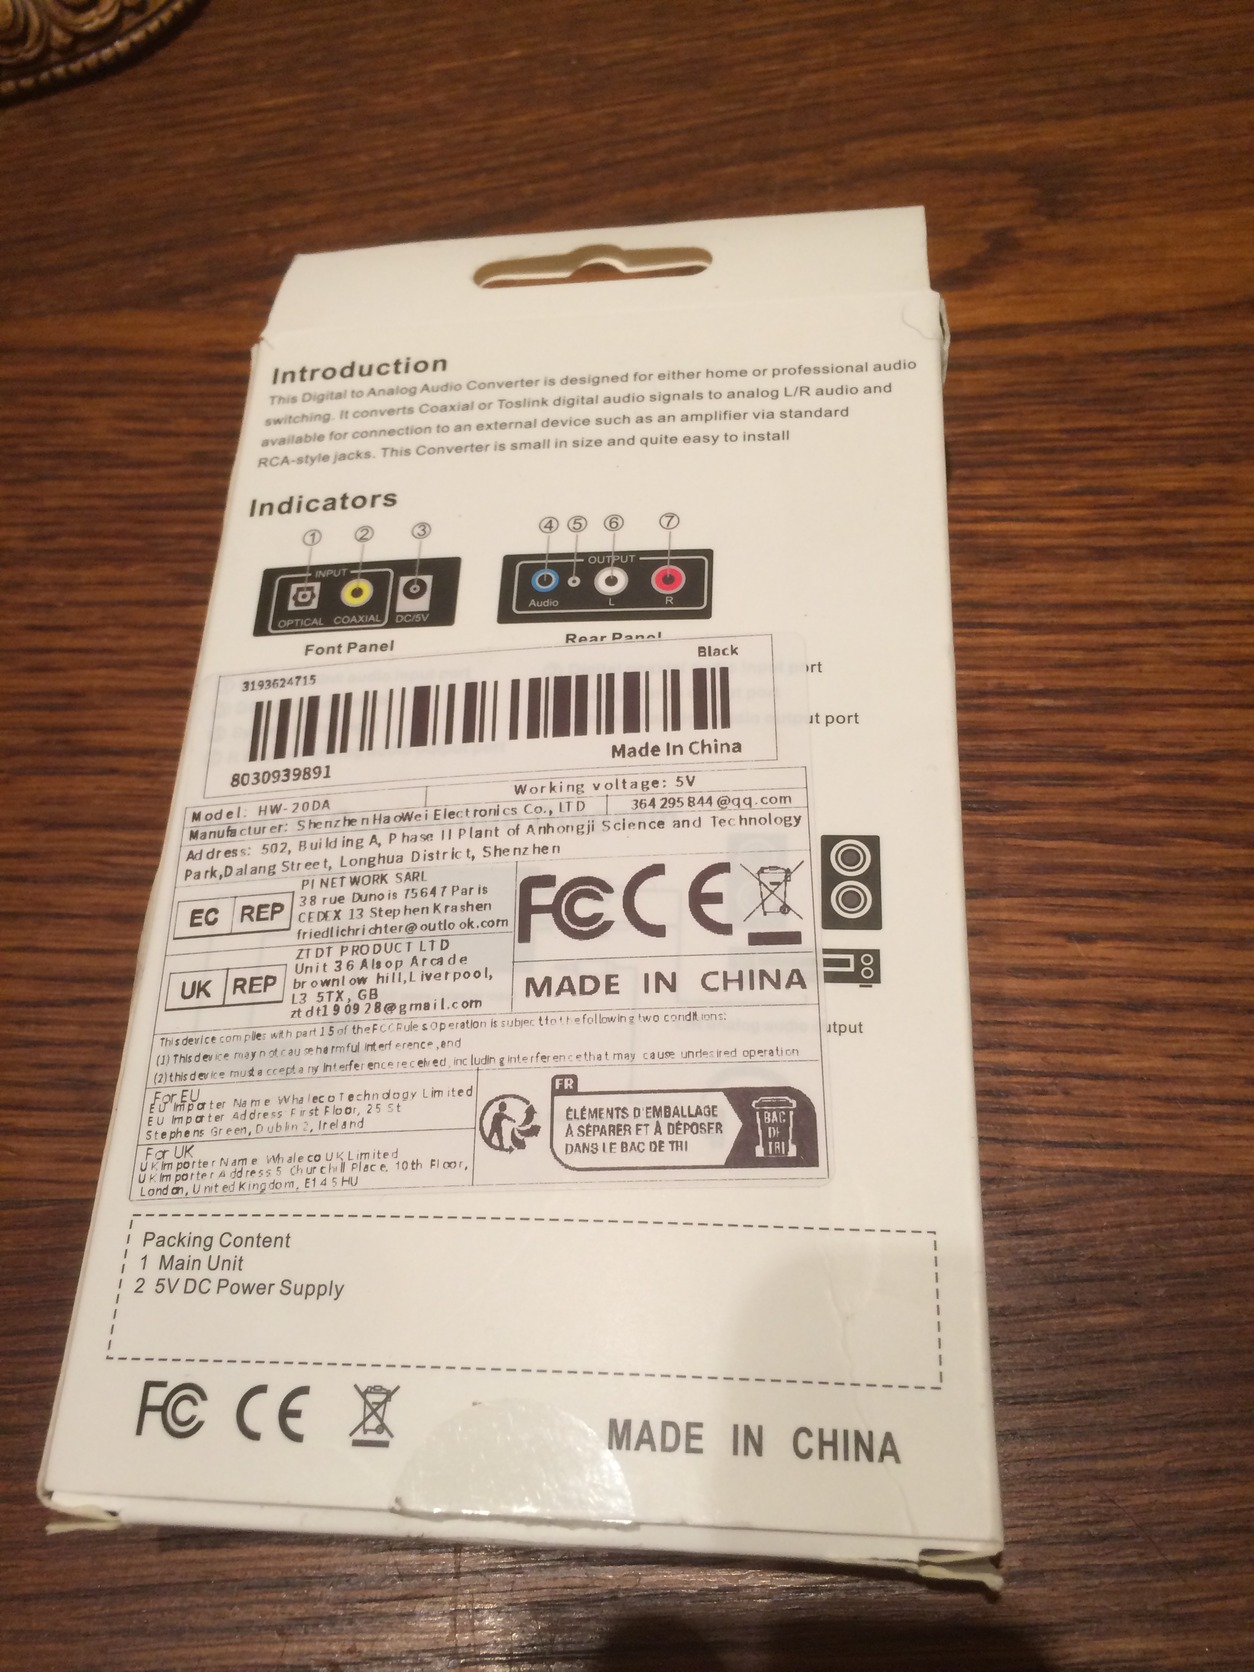 Introduction
This Digital to Analog Audio Converter is designed for either home or professional audio
switching. It converts Coaxial or Toslink digital audio signals to analog L/R audio and
available for connection to an external device such as an amplifier via standard
RCA-style jacks. This Converter is small in size and quite easy to install
Indicators
① ② ③ ④ ⑤ ⑥ ⑦
INPUT
OPTICAL COAXIAL DC/5V
OUTPUT
Audio L R
Font Panel
Rear Panel
3193624715
Black
8030939891
Made In China
Model: HW-20DA
Working voltage: 5V
Manufacturer: Shenzhen HaoWei Electronics Co., LTD
364295844@qq.com
Address: 502, Building A, Phase II Plant of Anhongji Science and Technology
Park,Dalang Street, Longhua District, Shenzhen
EC REP
PI NETWORK SARL
38 rue Dunois 75647 Paris
CEDEX 13 Stephen Krashen
friedlichrichter@outlook.com
UK REP
ZTDT PRODUCT LTD
Unit 36 Alsop Arcade
brownlow hill,Liverpool,
L3 5TX, GB
ztdt190928@gmail.com
FC CE
MADE IN CHINA
This device complies with part 15 of the FCC Rules Operation is subject to the following two conditions:
(1) This device may not cause harmful interference ,and
(2) this device must accept any interference received, including interference that may cause undesired operation
For EU
EU Importer Name Whaleco Technology Limited
EU Importer Address First Floor, 25 St
Stephens Green, Dublin 2, Ireland
For UK
UK Importer Name Whaleco UK Limited
UK Importer Address 5 Churchill Place, 10th Floor,
London, United Kingdom, E14 5HU
FR
ÉLÉMENTS D'EMBALLAGE
À SÉPARER ET À DÉPOSER
DANS LE BAC DE TRI
BAC
DE
TRI
ut port
Packing Content
1 Main Unit
2 5V DC Power Supply
FC CE
MADE IN CHINA